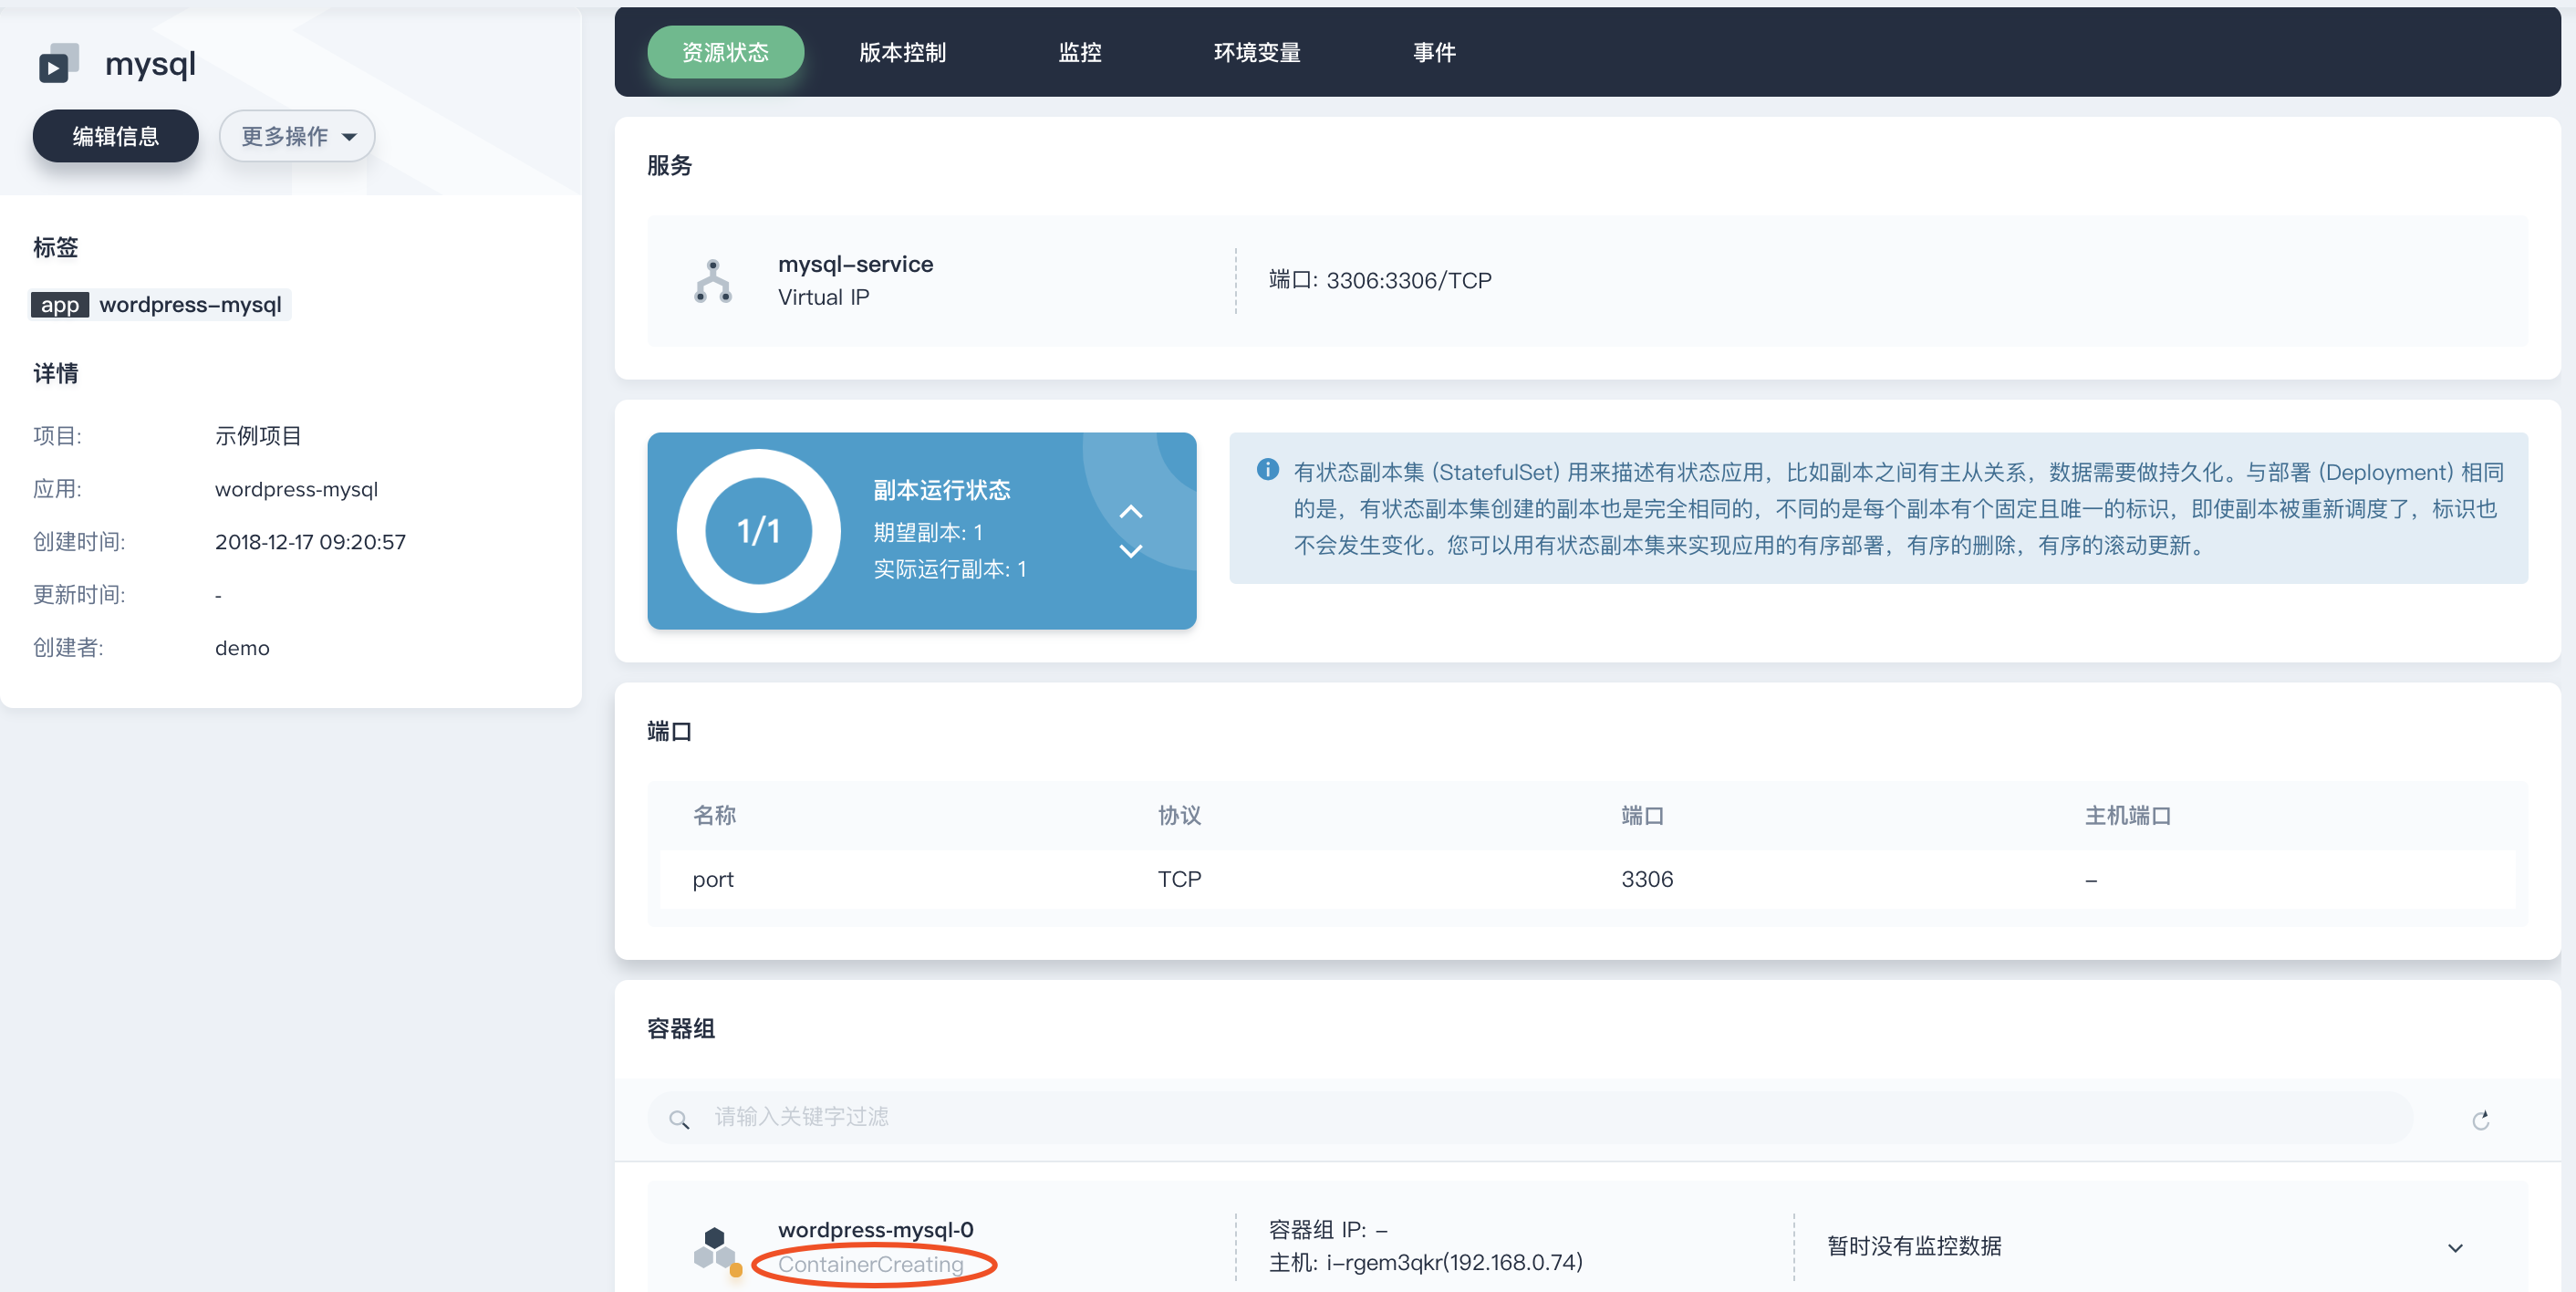 mysql
编辑信息
更多操作
标签
app wordpress-mysql
详情
项目: 示例项目
应用: wordpress-mysql
创建时间: 2018-12-17 09:20:57
更新时间: -
创建者: demo
资源状态 版本控制 监控 环境变量 事件
服务
mysql-service
Virtual IP
端口: 3306:3306/TCP
1/1
副本运行状态
期望副本: 1
实际运行副本: 1
有状态副本集 (StatefulSet) 用来描述有状态应用，比如副本之间有主从关系，数据需要做持久化。与部署 (Deployment) 相同
的是，有状态副本集创建的副本也是完全相同的，不同的是每个副本有个固定且唯一的标识，即使副本被重新调度了，标识也
不会发生变化。您可以用有状态副本集来实现应用的有序部署，有序的删除，有序的滚动更新。
端口
名称 协议 端口 主机端口
port TCP 3306 -
容器组
请输入关键字过滤
wordpress-mysql-0
ContainerCreating
容器组 IP: -
主机: i-rgem3qkr(192.168.0.74)
暂时没有监控数据